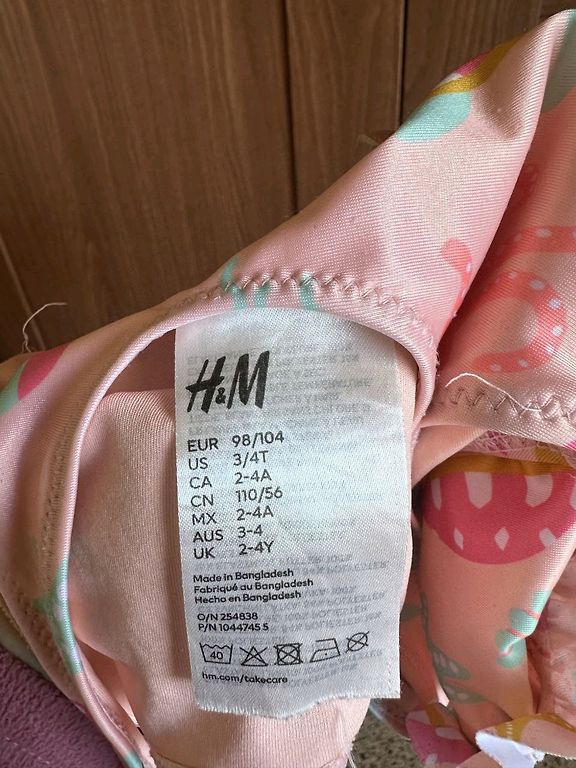 H&M
EUR 98/104
US 3/4T
CA 2-4A
CN 110/56
MX 2-4A
AUS 3-4
UK 2-4Y
Made in Bangladesh
Fabriqué au Bangladesh
Hecho en Bangladesh
O/N 254838
P/N 1044745 5
40
hm.com/takecare